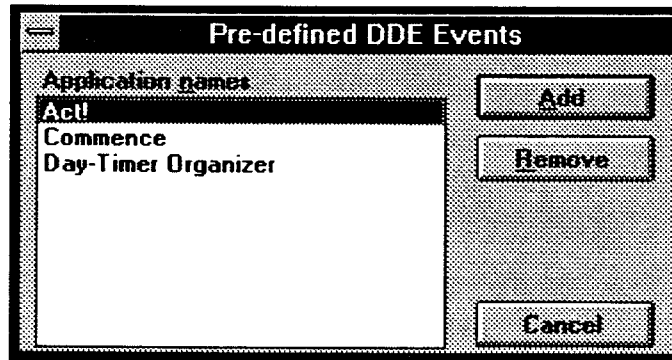 Pre-defined DDE Events
Application names
Act!
Commence
Day-Timer Organizer
Add
Remove
Cancel